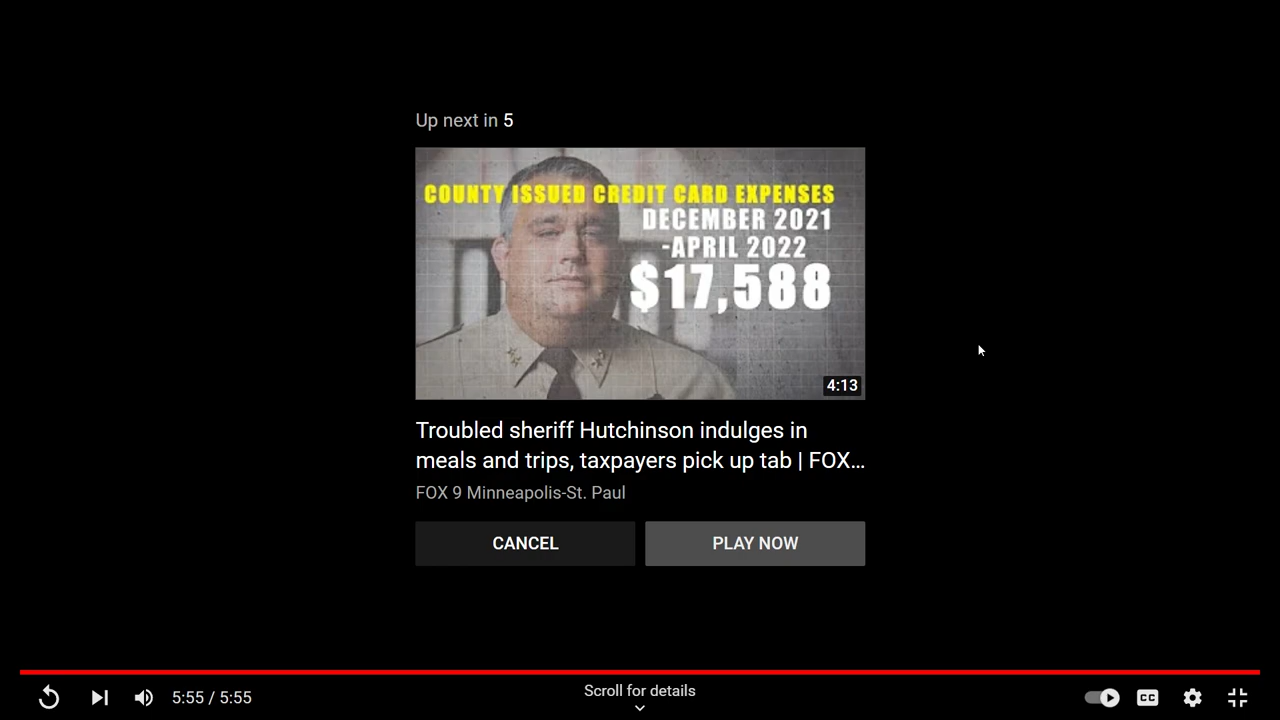 Up next in 5
COUNTY ISSUED CREDIT CARD EXPENSES
DECEMBER 2021
-APRIL 2022
$17,588
4:13
Troubled sheriff Hutchinson indulges in
meals and trips, taxpayers pick up tab | FOX...
FOX 9 Minneapolis-St. Paul
CANCEL
PLAY NOW
5:55 / 5:55
Scroll for details
CC